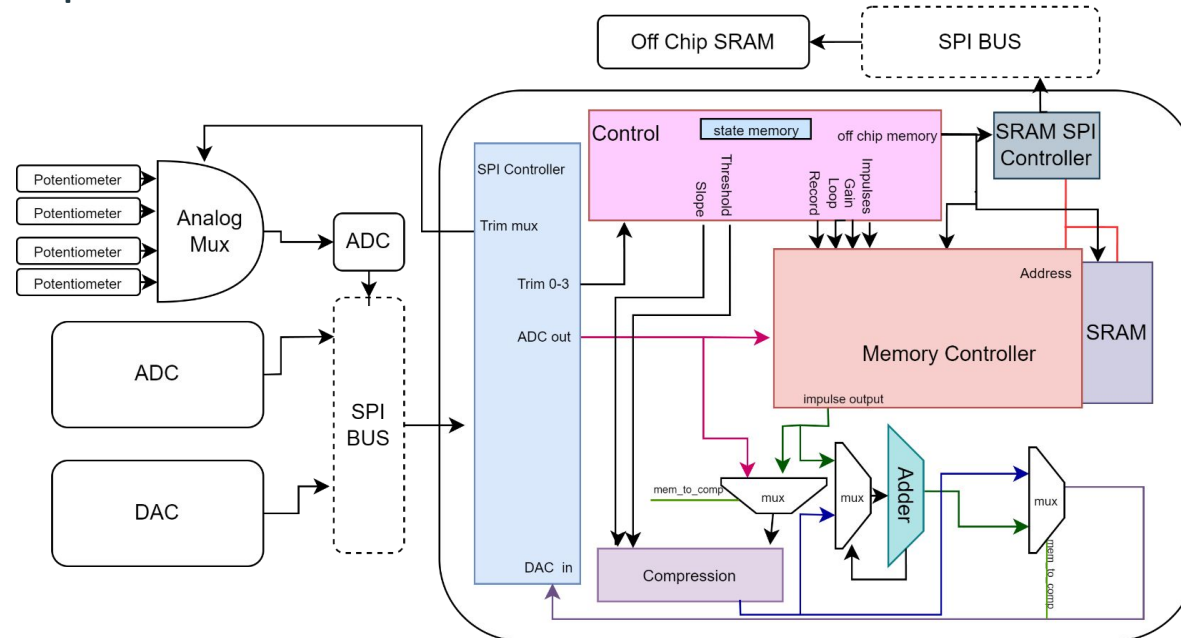 Off Chip SRAM
SPI BUS
Control
state memory
off chip memory
SRAM SPI
Controller
Slope
Threshold
Record
Loop
Gain
Impulses
Potentiometer
Potentiometer
Potentiometer
Potentiometer
Analog
Mux
ADC
SPI Controller
Trim mux
Trim 0-3
ADC out
DAC in
Address
Memory Controller
impulse output
SRAM
ADC
DAC
SPI
BUS
mem_to_comp
mux
mux
Adder
mux
mem_to_comp
Compression